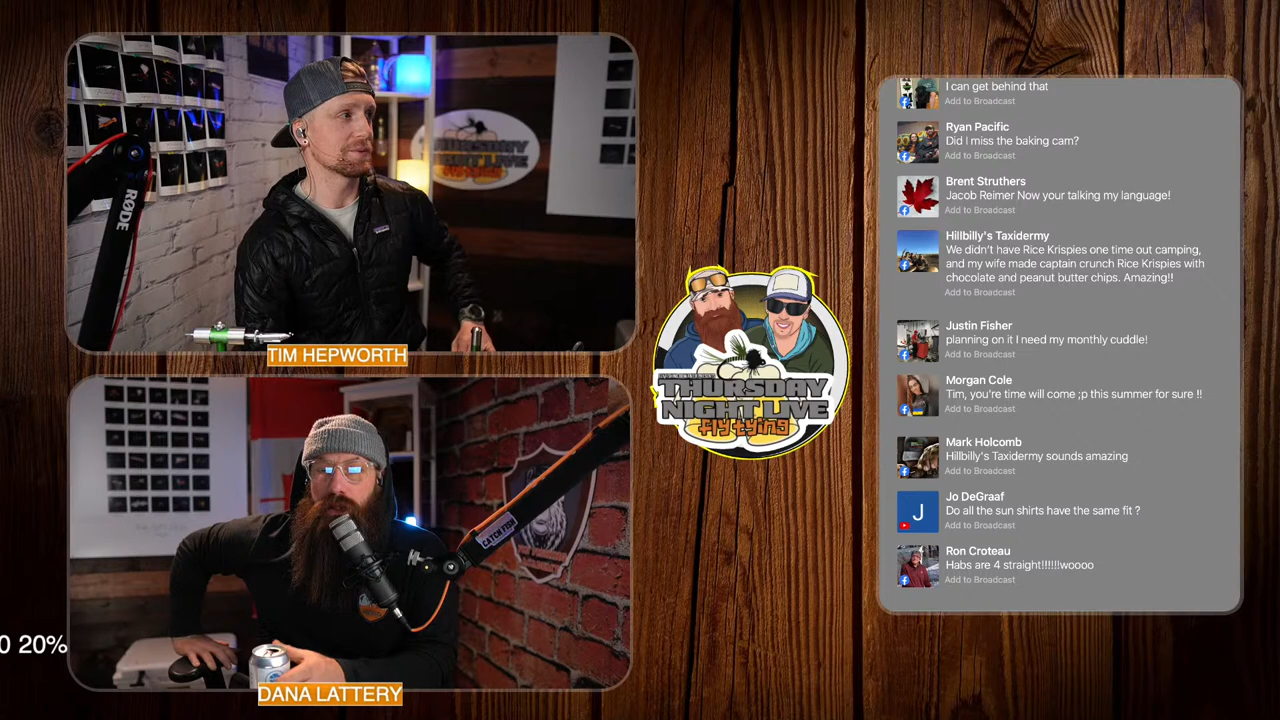 RØDE
THURSDAY
NIGHT LIVE
TIM HEPWORTH
CATCH FISH
0 20%
DANA LATTERY
THURSDAY
NIGHT LIVE
fly tying
I can get behind that
Add to Broadcast
Ryan Pacific
Did I miss the baking cam?
Add to Broadcast
Brent Struthers
Jacob Reimer Now your talking my language!
Add to Broadcast
Hillbilly's Taxidermy
We didn't have Rice Krispies one time out camping,
and my wife made captain crunch Rice Krispies with
chocolate and peanut butter chips. Amazing!!
Add to Broadcast
Justin Fisher
planning on it I need my monthly cuddle!
Add to Broadcast
Morgan Cole
Tim, you're time will come ;p this summer for sure !!
Add to Broadcast
Mark Holcomb
Hillbilly's Taxidermy sounds amazing
Add to Broadcast
J
Jo DeGraaf
Do all the sun shirts have the same fit ?
Add to Broadcast
Ron Croteau
Habs are 4 straight!!!!!!woooo
Add to Broadcast